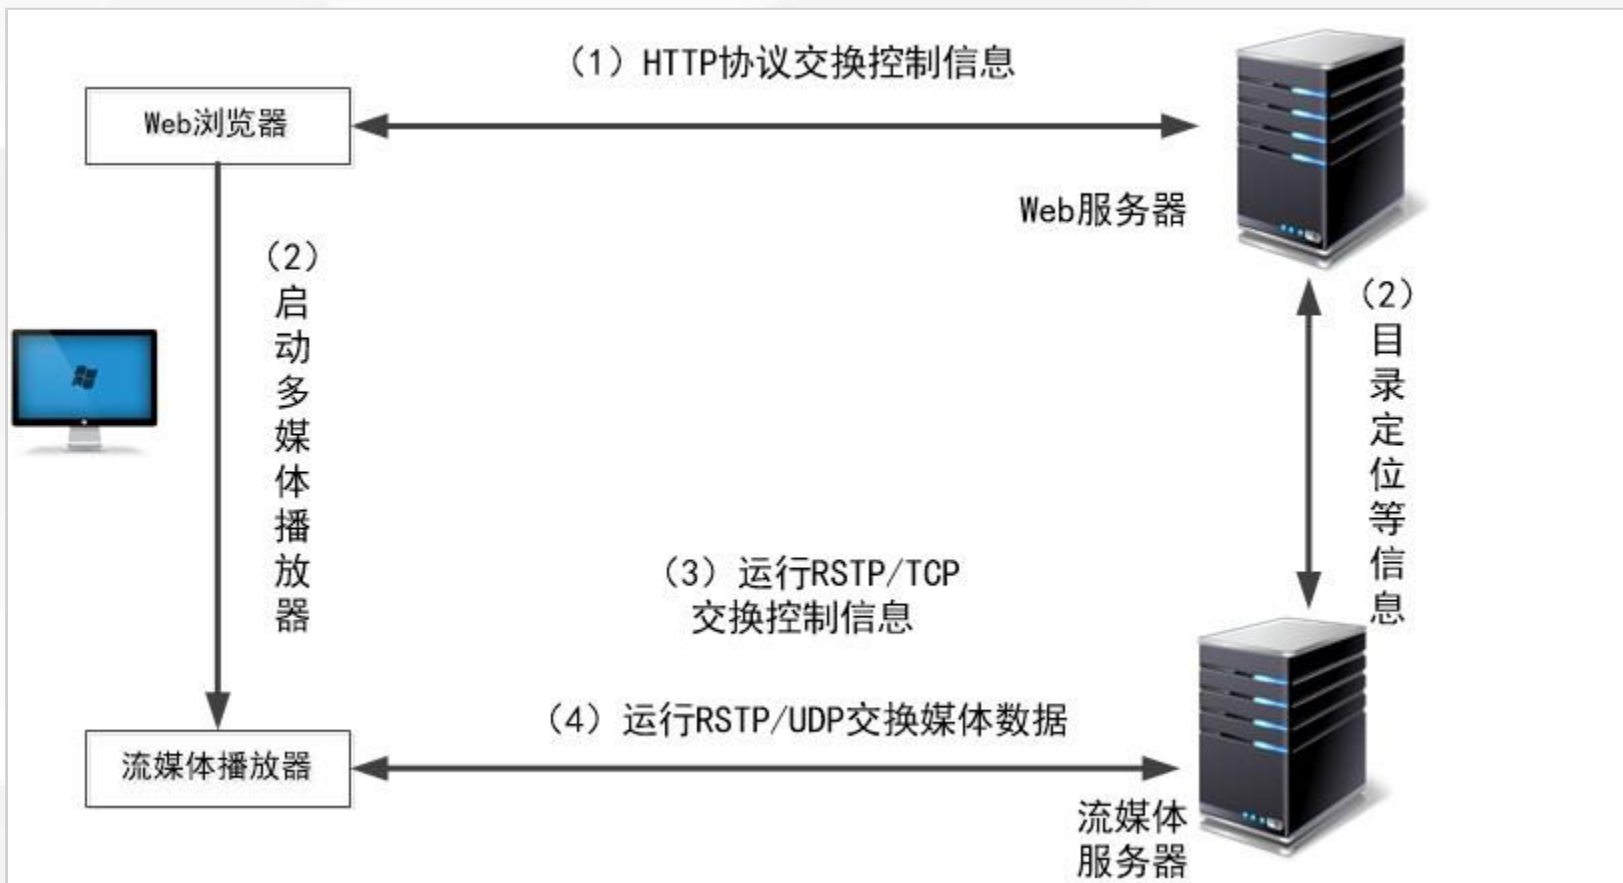 （1）HTTP协议交换控制信息
Web浏览器
Web服务器
（2）
启动多媒体播放器
（2）
目录定位等信息
（3）运行RSTP/TCP
交换控制信息
（4）运行RSTP/UDP交换媒体数据
流媒体播放器
流媒体
服务器